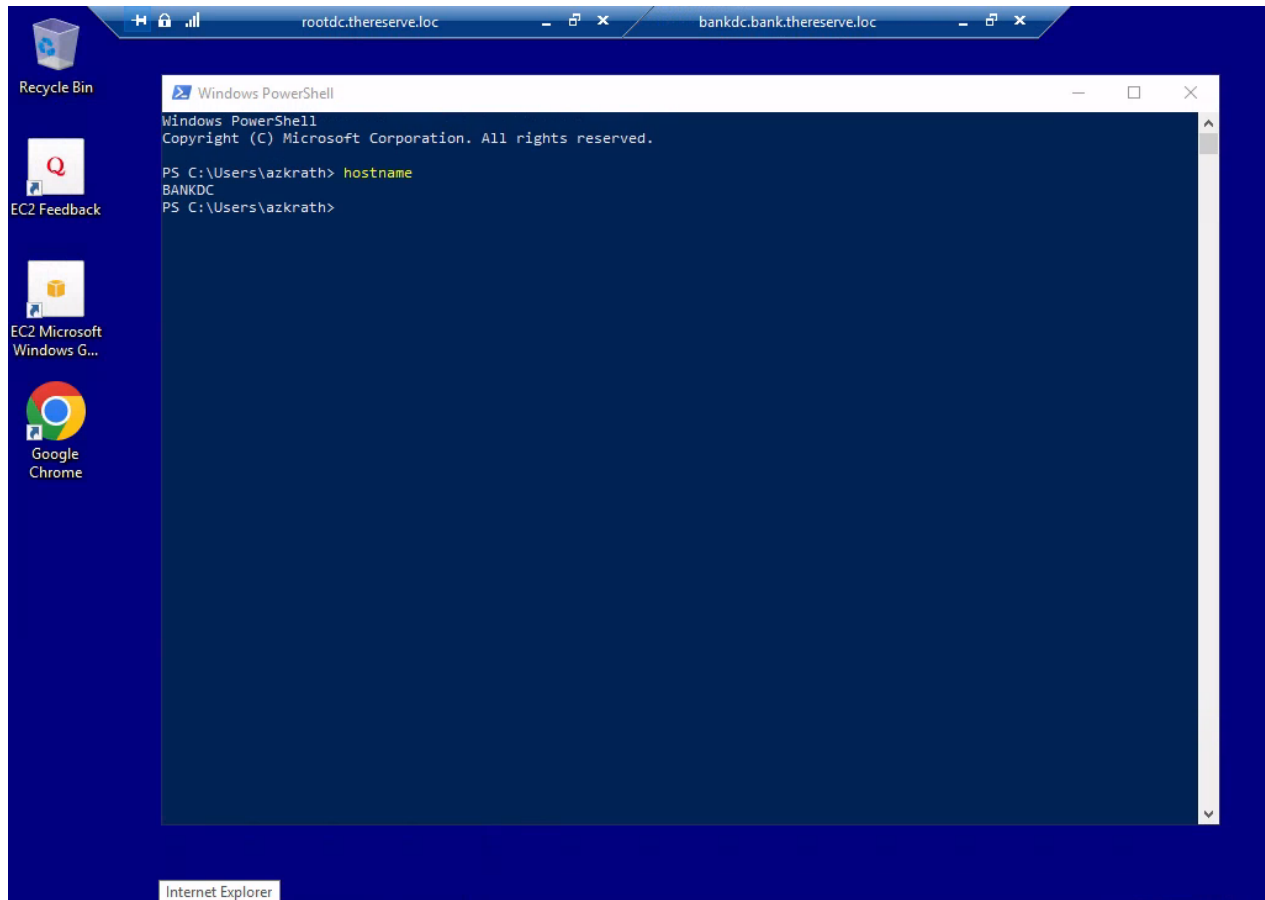 rootdc.thereserve.loc
bankdc.bank.thereserve.loc
Recycle Bin
Windows PowerShell
Windows PowerShell
Copyright (C) Microsoft Corporation. All rights reserved.
PS C:\Users\azkrath> hostname
BANKDC
PS C:\Users\azkrath>
Q
EC2 Feedback
EC2 Microsoft
Windows G...
Google
Chrome
Internet Explorer